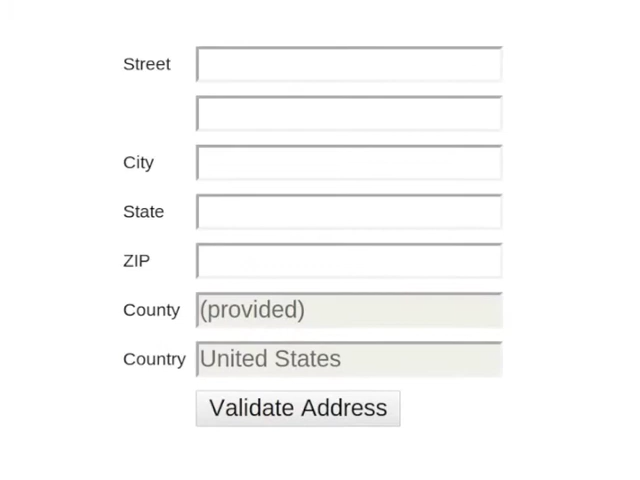 Street
City
State
ZIP
County (provided)
Country United States
Validate Address